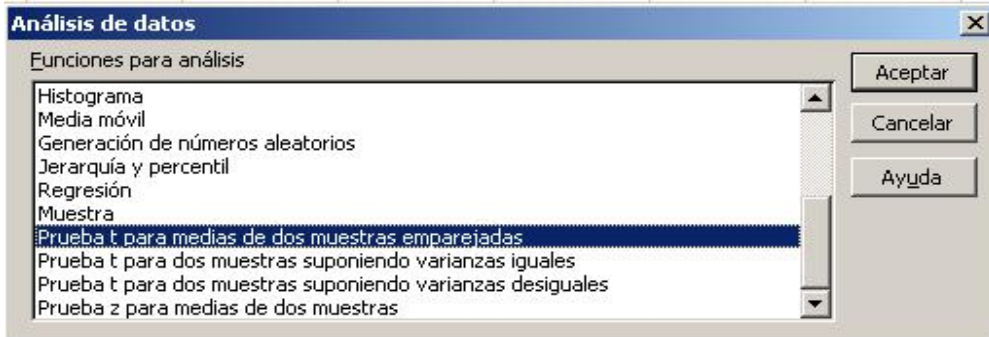 Análisis de datos
Funciones para análisis
Histograma
Media móvil
Generación de números aleatorios
Jerarquía y percentil
Regresión
Muestra
Prueba t para medias de dos muestras emparejadas
Prueba t para dos muestras suponiendo varianzas iguales
Prueba t para dos muestras suponiendo varianzas desiguales
Prueba z para medias de dos muestras
Aceptar
Cancelar
Ayuda